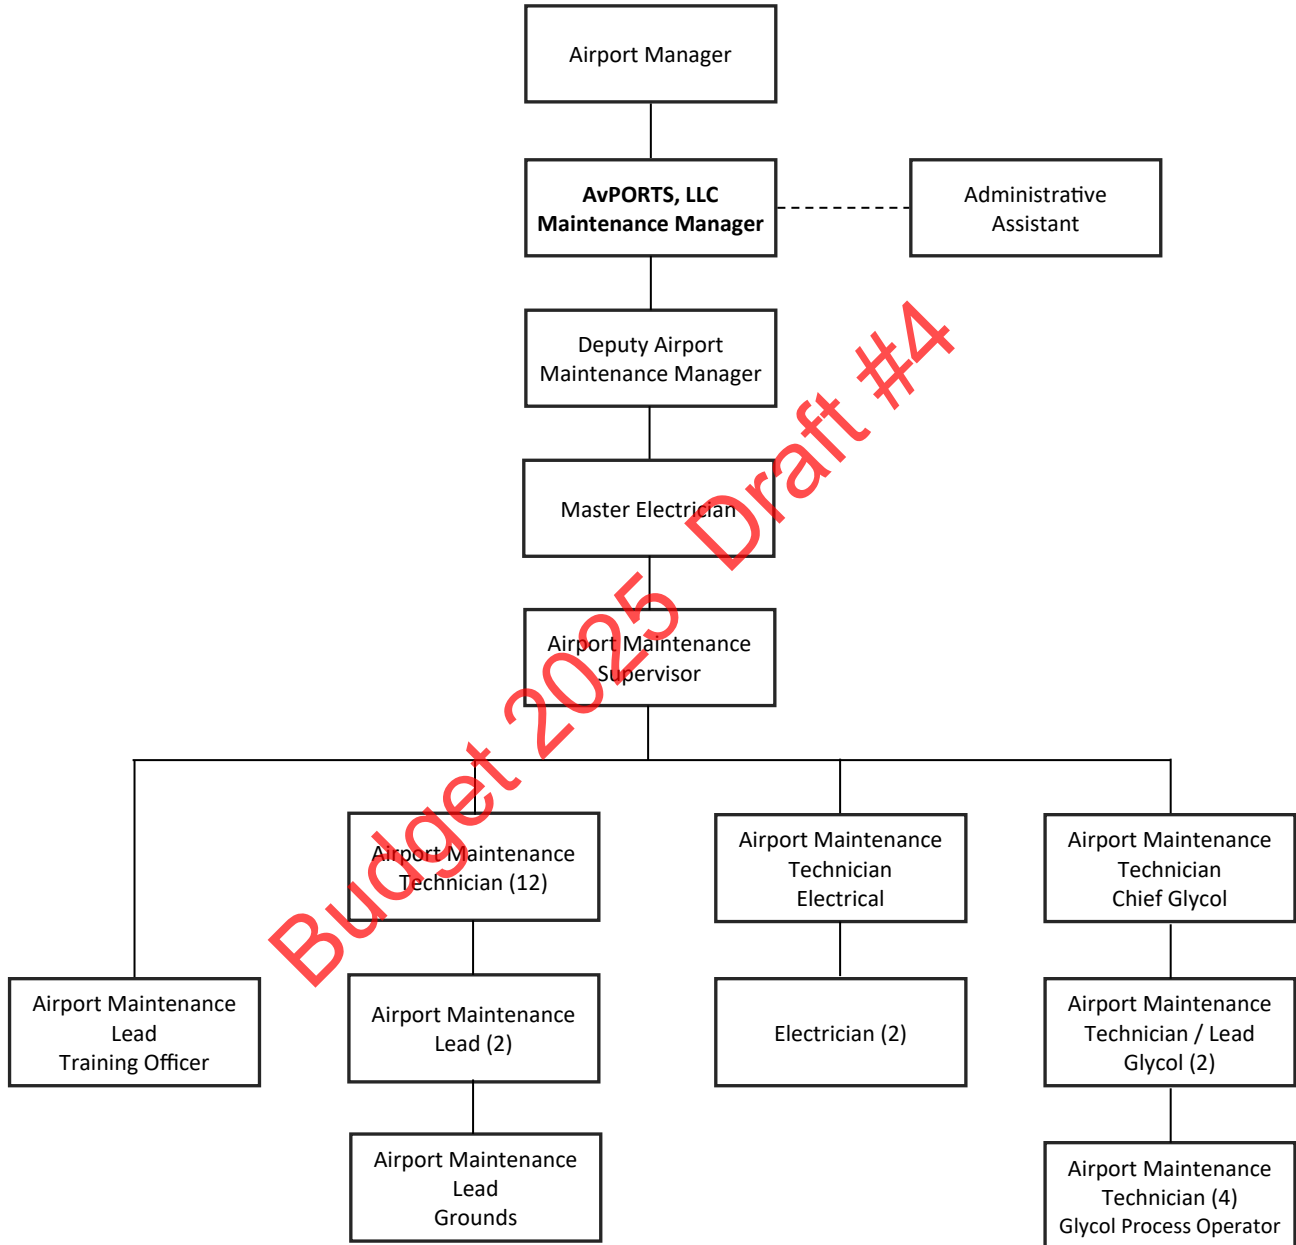 Airport Manager
AvPORTS, LLC
Maintenance Manager
Administrative
Assistant
Deputy Airport
Maintenance Manager
Master Electrician
Airport Maintenance
Supervisor
Airport Maintenance
Technician (12)
Airport Maintenance
Technician
Electrical
Airport Maintenance
Technician
Chief Glycol
Airport Maintenance
Lead
Training Officer
Airport Maintenance
Lead (2)
Electrician (2)
Airport Maintenance
Technician / Lead
Glycol (2)
Airport Maintenance
Lead
Grounds
Airport Maintenance
Technician (4)
Glycol Process Operator
Budget 2025 Draft #4